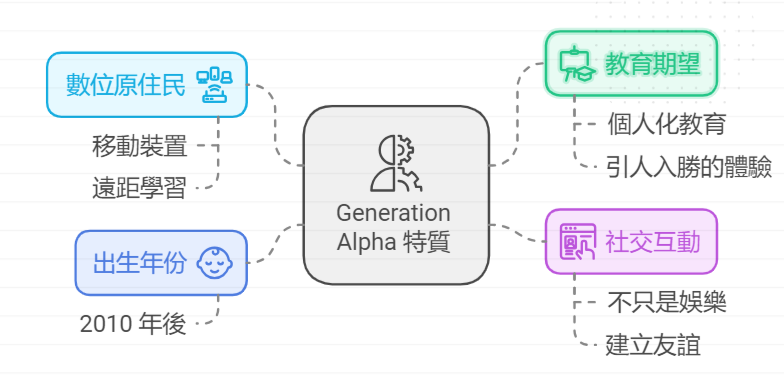 數位原住民
移動裝置
遠距學習
出生年份
2010 年後
Generation
Alpha 特質
教育期望
個人化教育
引人入勝的體驗
社交互動
不只是娛樂
建立友誼